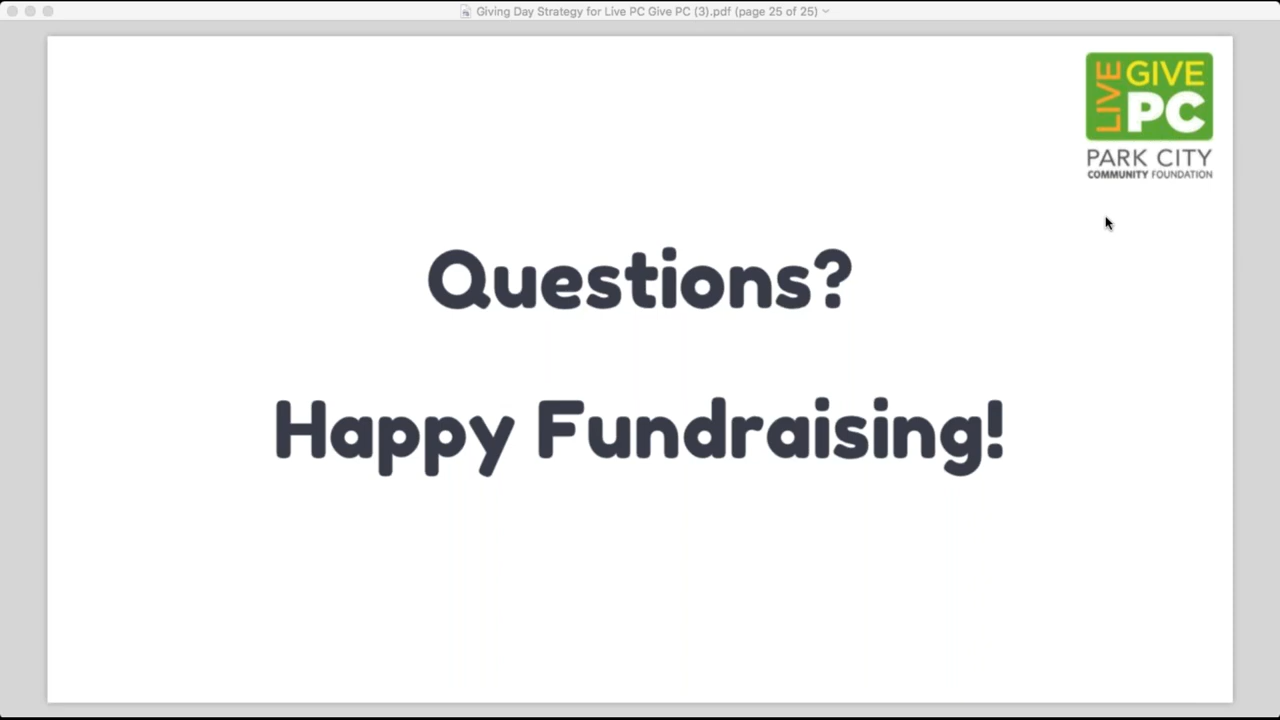 Giving Day Strategy for Live PC Give PC (3).pdf (page 25 of 25)
LIVE GIVE
PC
PARK CITY
COMMUNITY FOUNDATION
Questions?
Happy Fundraising!